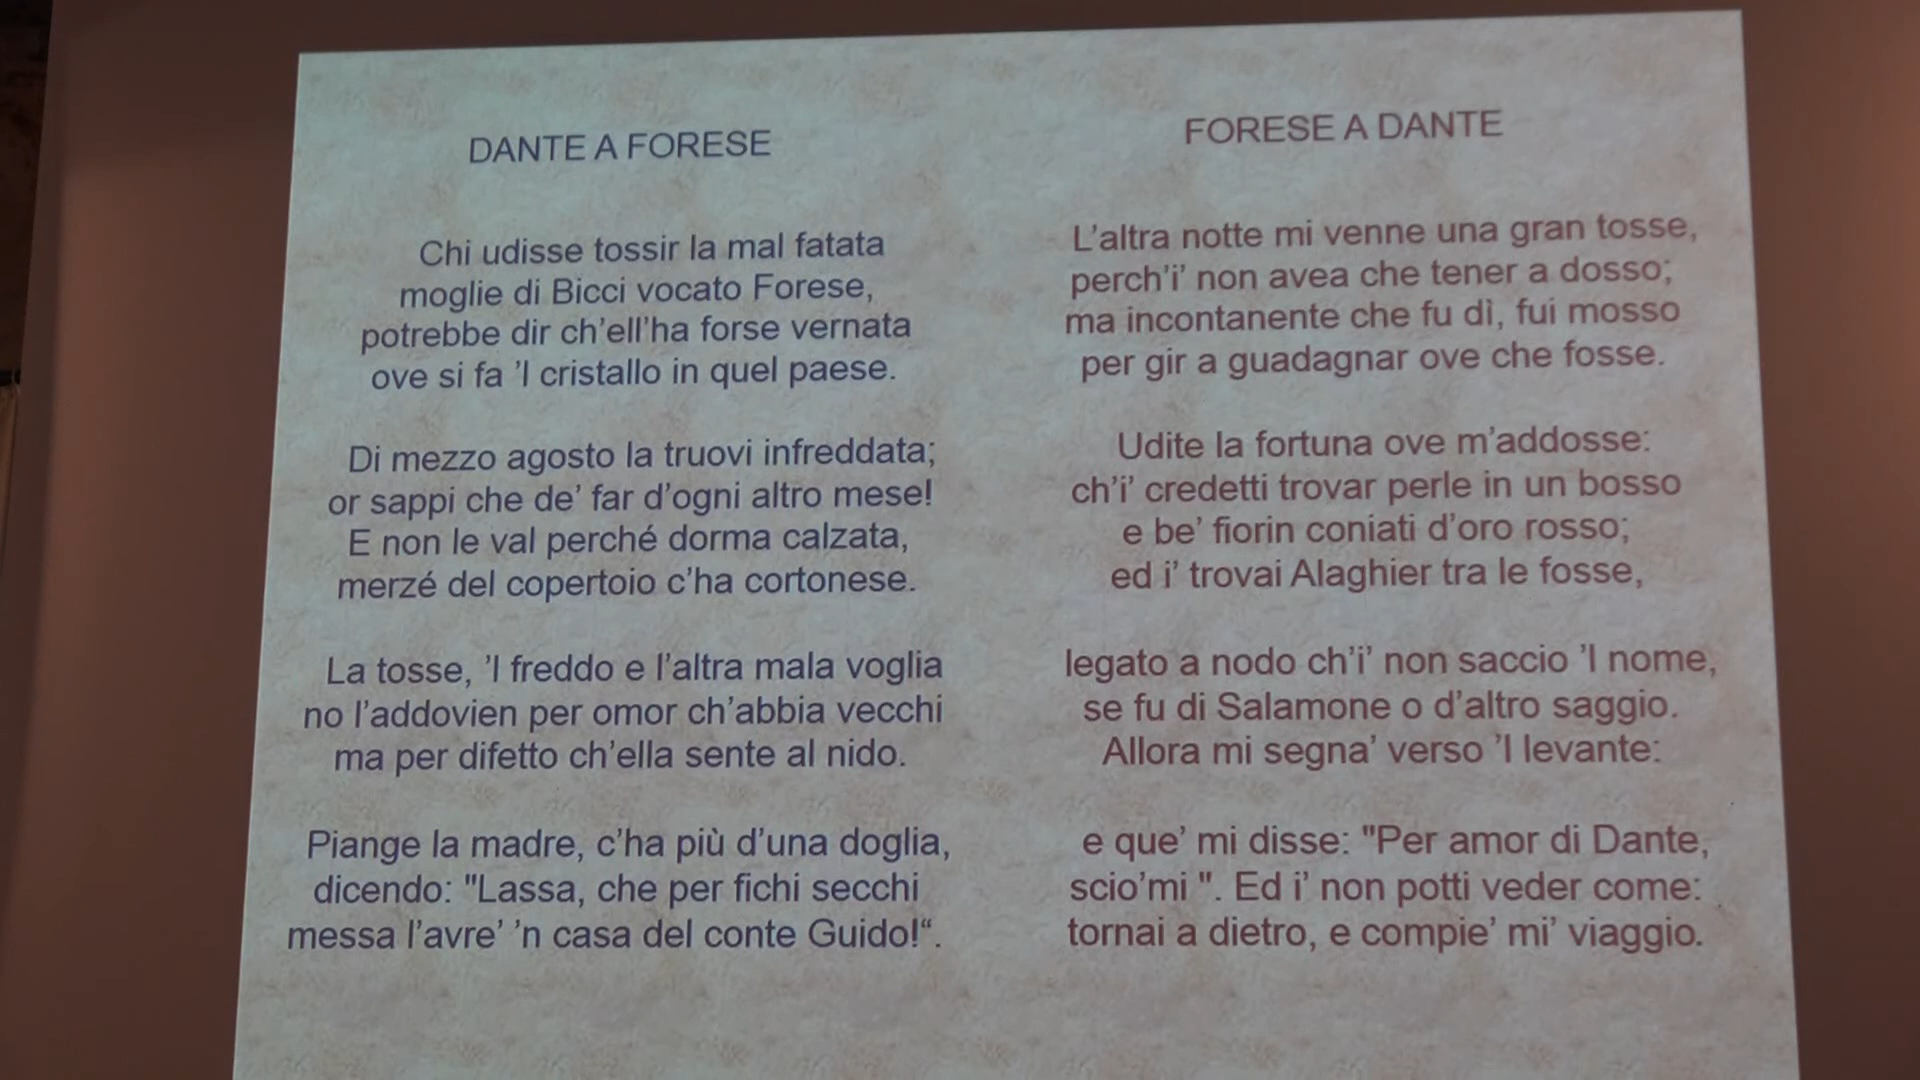 DANTE A FORESE
Chi udisse tossir la mal fatata
moglie di Bicci vocato Forese,
potrebbe dir ch’ell’ha forse vernata
ove si fa ’l cristallo in quel paese.
Di mezzo agosto la truovi infreddata;
or sappi che de’ far d’ogni altro mese!
E non le val perché dorma calzata,
merzé del copertoio c’ha cortonese.
La tosse, ’l freddo e l’altra mala voglia
no l’addovien per omor ch’abbia vecchi
ma per difetto ch’ella sente al nido.
Piange la madre, c’ha più d’una doglia,
dicendo: "Lassa, che per fichi secchi
messa l’avre’ ’n casa del conte Guido!“.
FORESE A DANTE
L’altra notte mi venne una gran tosse,
perch’i’ non avea che tener a dosso;
ma incontanente che fu dì, fui mosso
per gir a guadagnar ove che fosse.
Udite la fortuna ove m’addosse:
ch’i’ credetti trovar perle in un bosso
e be’ fiorin coniati d’oro rosso;
ed i’ trovai Alaghier tra le fosse,
legato a nodo ch’i’ non saccio ’l nome,
se fu di Salamone o d’altro saggio.
Allora mi segna’ verso ’l levante:
e que’ mi disse: "Per amor di Dante,
scio’mi ". Ed i’ non potti veder come:
tornai a dietro, e compie’ mi’ viaggio.